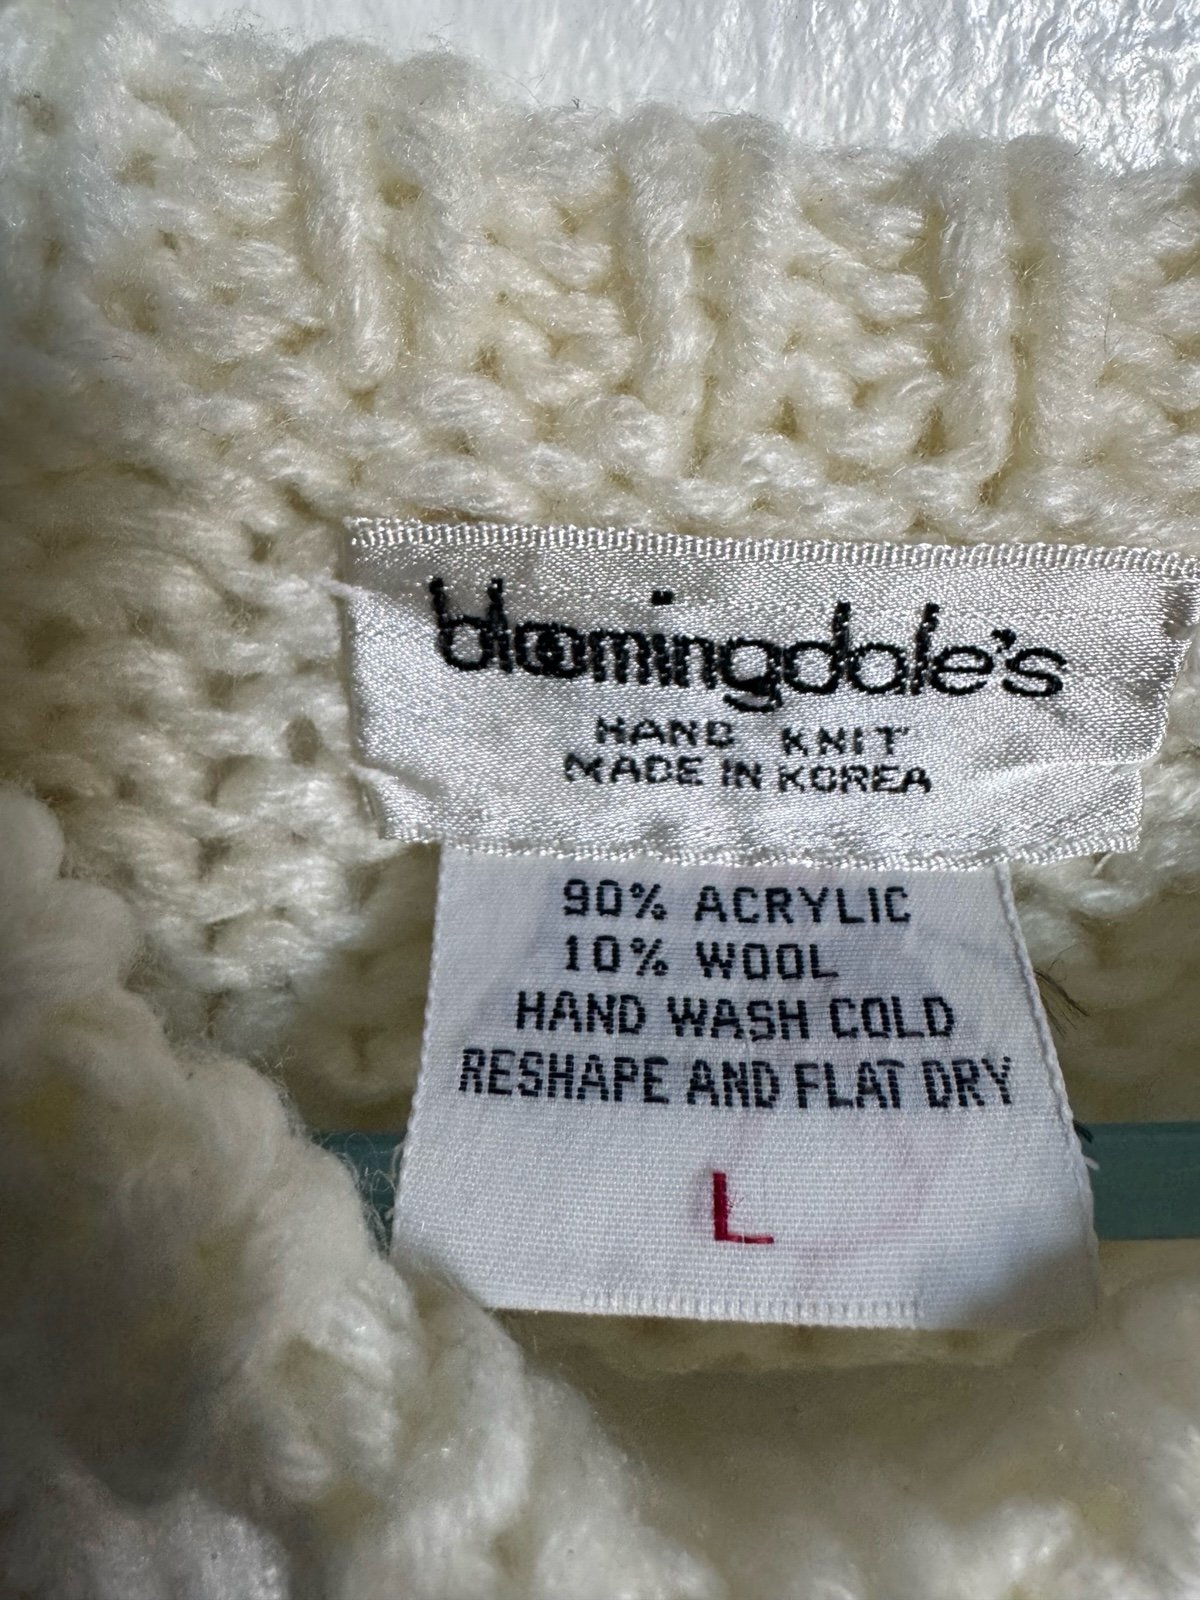 bloomingdale's
HAND KNIT
MADE IN KOREA
90% ACRYLIC
10% WOOL
HAND WASH COLD
RESHAPE AND FLAT DRY
L